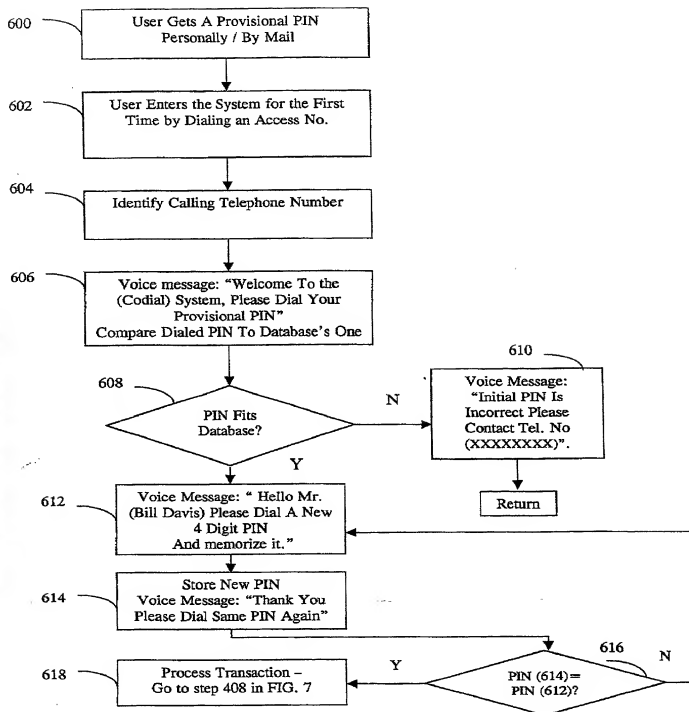 600
User Gets A Provisional PIN
Personally / By Mail
602
User Enters the System for the First
Time by Dialing an Access No.
604
Identify Calling Telephone Number
606
Voice message: “Welcome To the
(Codial) System, Please Dial Your
Provisional PIN”
Compare Dialed PIN To Database's One
608
PIN Fits
Database?
N
Y
610
Voice Message:
“Initial PIN Is
Incorrect Please
Contact Tel. No
(XXXXXXXX)”.
Return
612
Voice Message: “ Hello Mr.
(Bill Davis) Please Dial A New
4 Digit PIN
And memorize it.”
614
Store New PIN
Voice Message: “Thank You
Please Dial Same PIN Again”
616
PIN (614)=
PIN (612)?
N
Y
618
Process Transaction –
Go to step 408 in FIG. 7